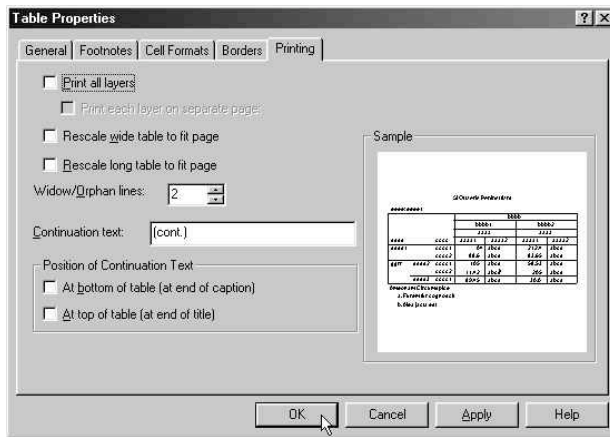 Table Properties
General Footnotes Cell Formats Borders Printing
Print all layers
Print each layer on separate page:
Rescale wide table to fit page
Rescale long table to fit page
Widow/Orphan lines: 2
Continuation text: (cont.)
Position of Continuation Text
At bottom of table (at end of caption)
At top of table (at end of title)
Sample
OK Cancel Apply Help